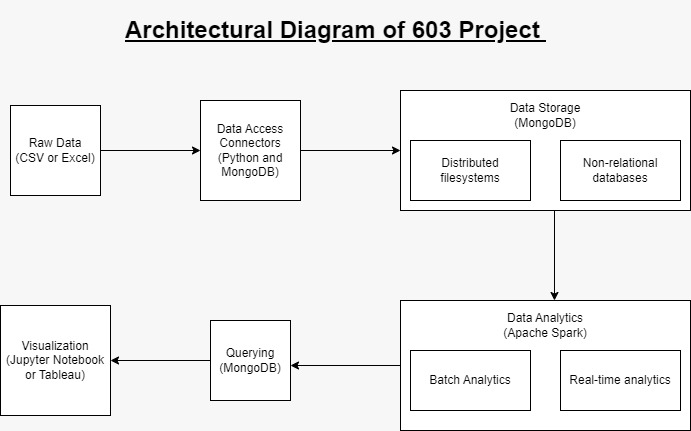 Architectural Diagram of 603 Project
Raw Data
(CSV or Excel)
Data Access
Connectors
(Python and
MongoDB)
Data Storage
(MongoDB)
Distributed
filesystems
Non-relational
databases
Data Analytics
(Apache Spark)
Batch Analytics
Real-time analytics
Querying
(MongoDB)
Visualization
(Jupyter Notebook
or Tableau)